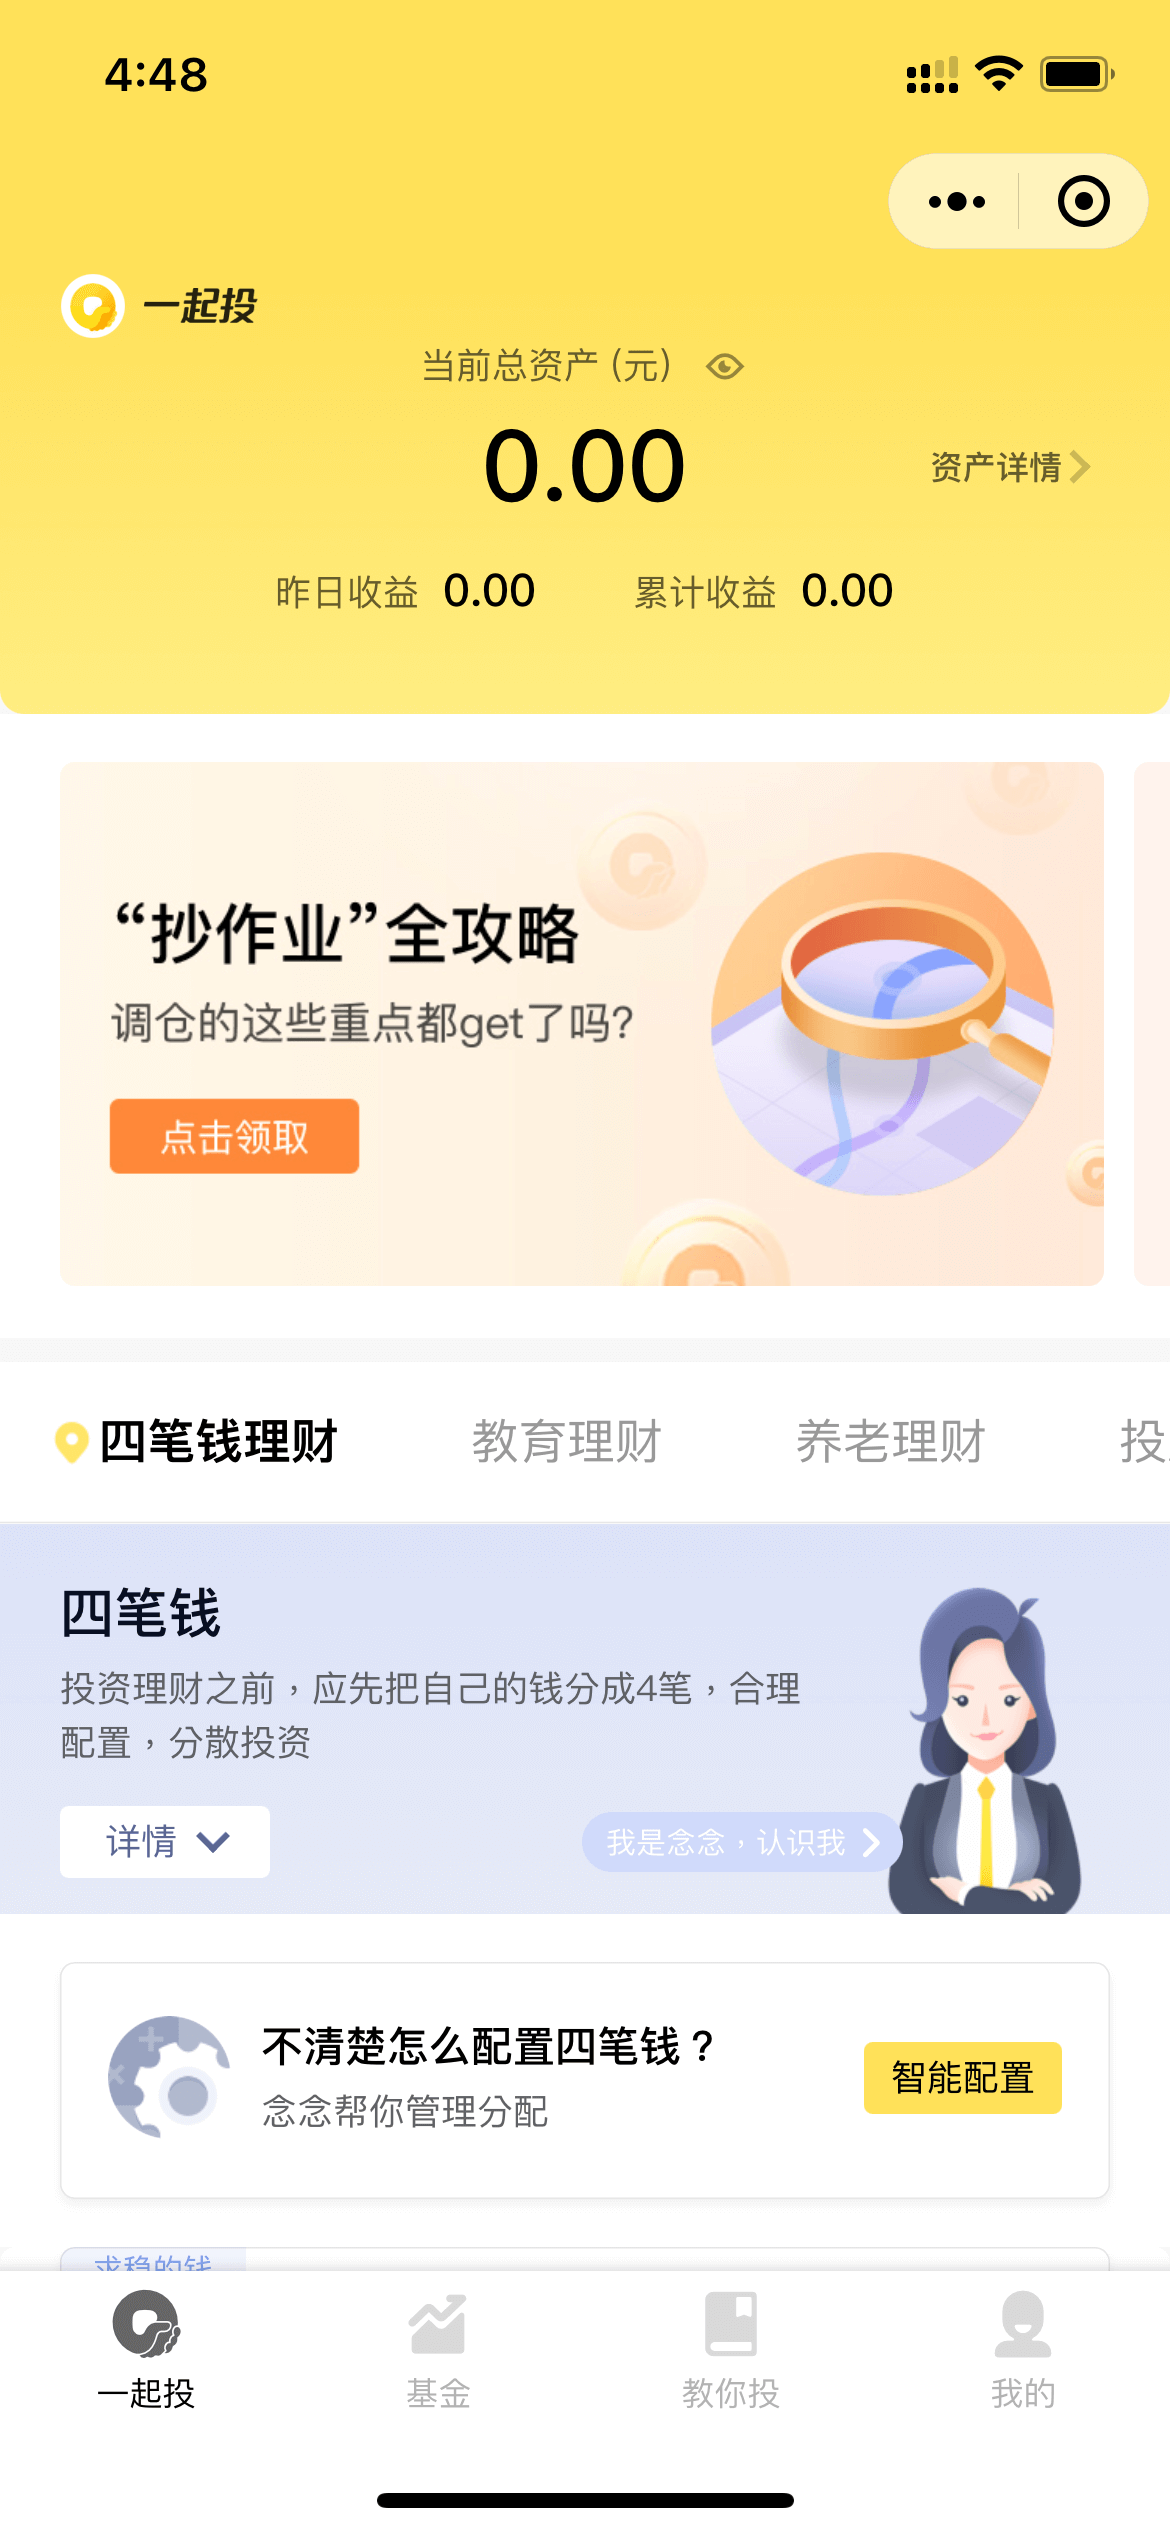 4:48
一起投
当前总资产 (元)
0.00
资产详情
昨日收益 0.00 累计收益 0.00
“抄作业”全攻略
调仓的这些重点都get了吗?
点击领取
四笔钱理财 教育理财 养老理财 投
四笔钱
投资理财之前，应先把自己的钱分成4笔，合理
配置，分散投资
详情
我是念念，认识我
不清楚怎么配置四笔钱？
念念帮你管理分配
智能配置
求稳的钱
一起投 基金 教你投 我的